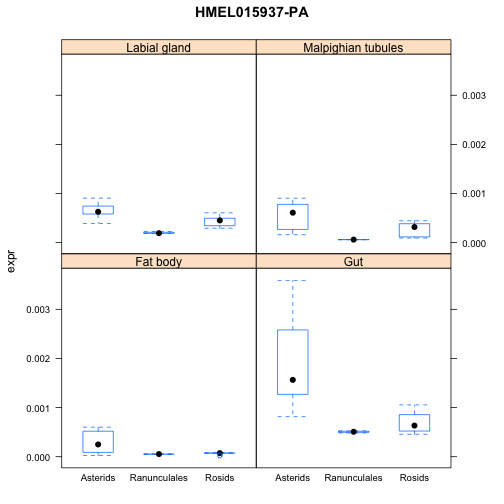 HMEL015937-PA
Labial gland
Malpighian tubules
0.003
0.002
0.001
0.000
expr
Fat body
Gut
0.003
0.002
0.001
0.000
Asterids Ranunculales Rosids
Asterids Ranunculales Rosids